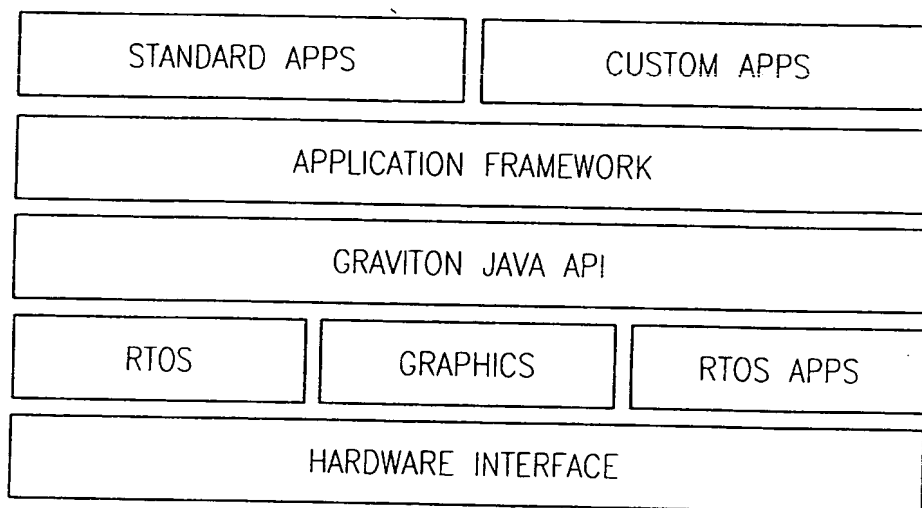 STANDARD APPS
CUSTOM APPS
APPLICATION FRAMEWORK
GRAVITON JAVA API
RTOS
GRAPHICS
RTOS APPS
HARDWARE INTERFACE